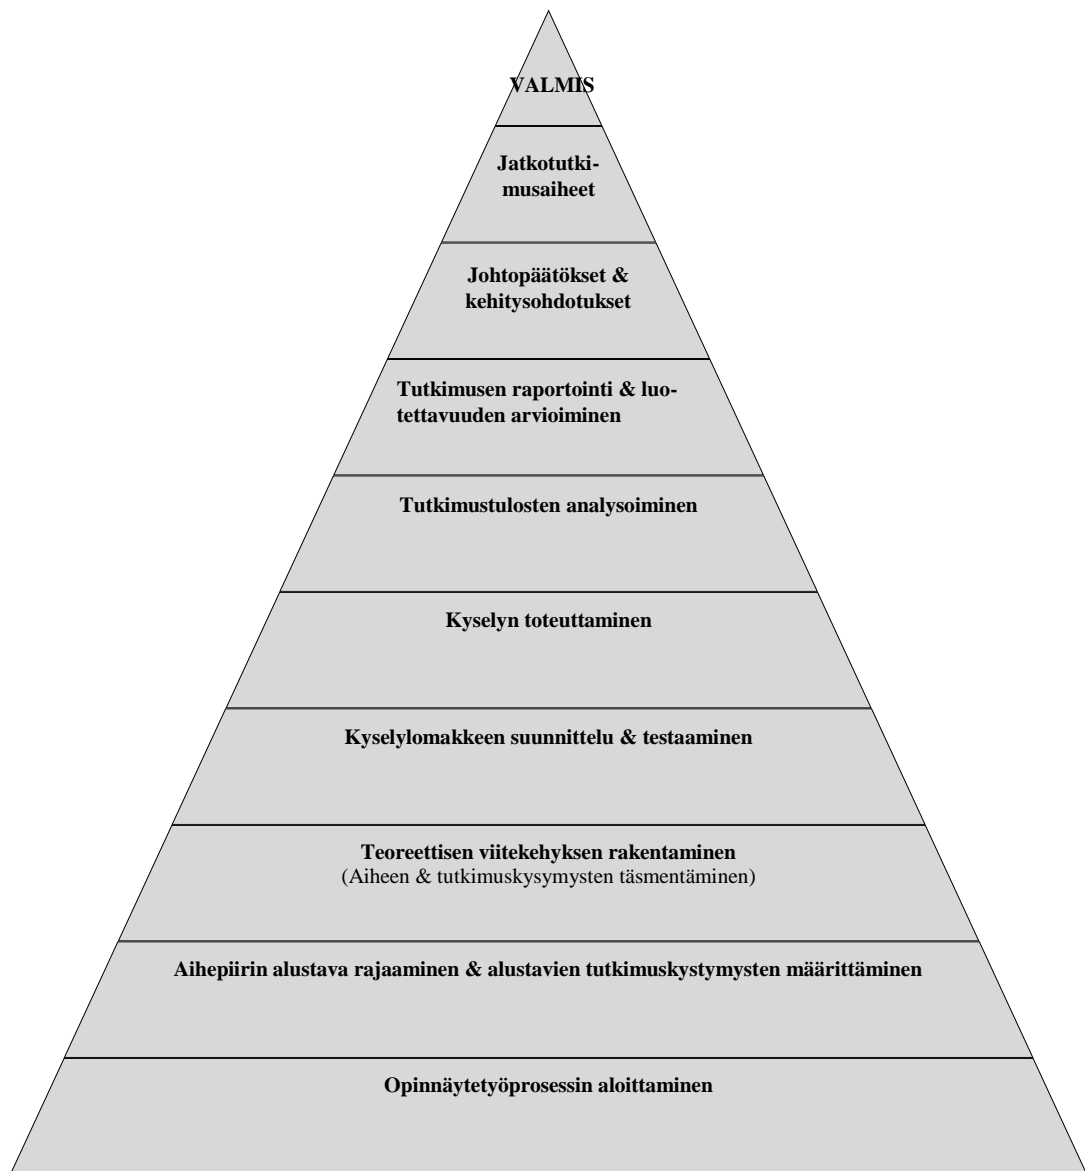 VALMIS
Jatkotutki-
musaiheet
Johtopäätökset &
kehitysohdotukset
Tutkimusen raportointi & luo-
tettavuuden arvioiminen
Tutkimustulosten analysoiminen
Kyselyn toteuttaminen
Kyselylomakkeen suunnittelu & testaaminen
Teoreettisen viitekehyksen rakentaminen
(Aiheen & tutkimuskysymysten täsmentäminen)
Aihepiirin alustava rajaaminen & alustavien tutkimuskystymysten määrittäminen
Opinnäytetyöprosessin aloittaminen